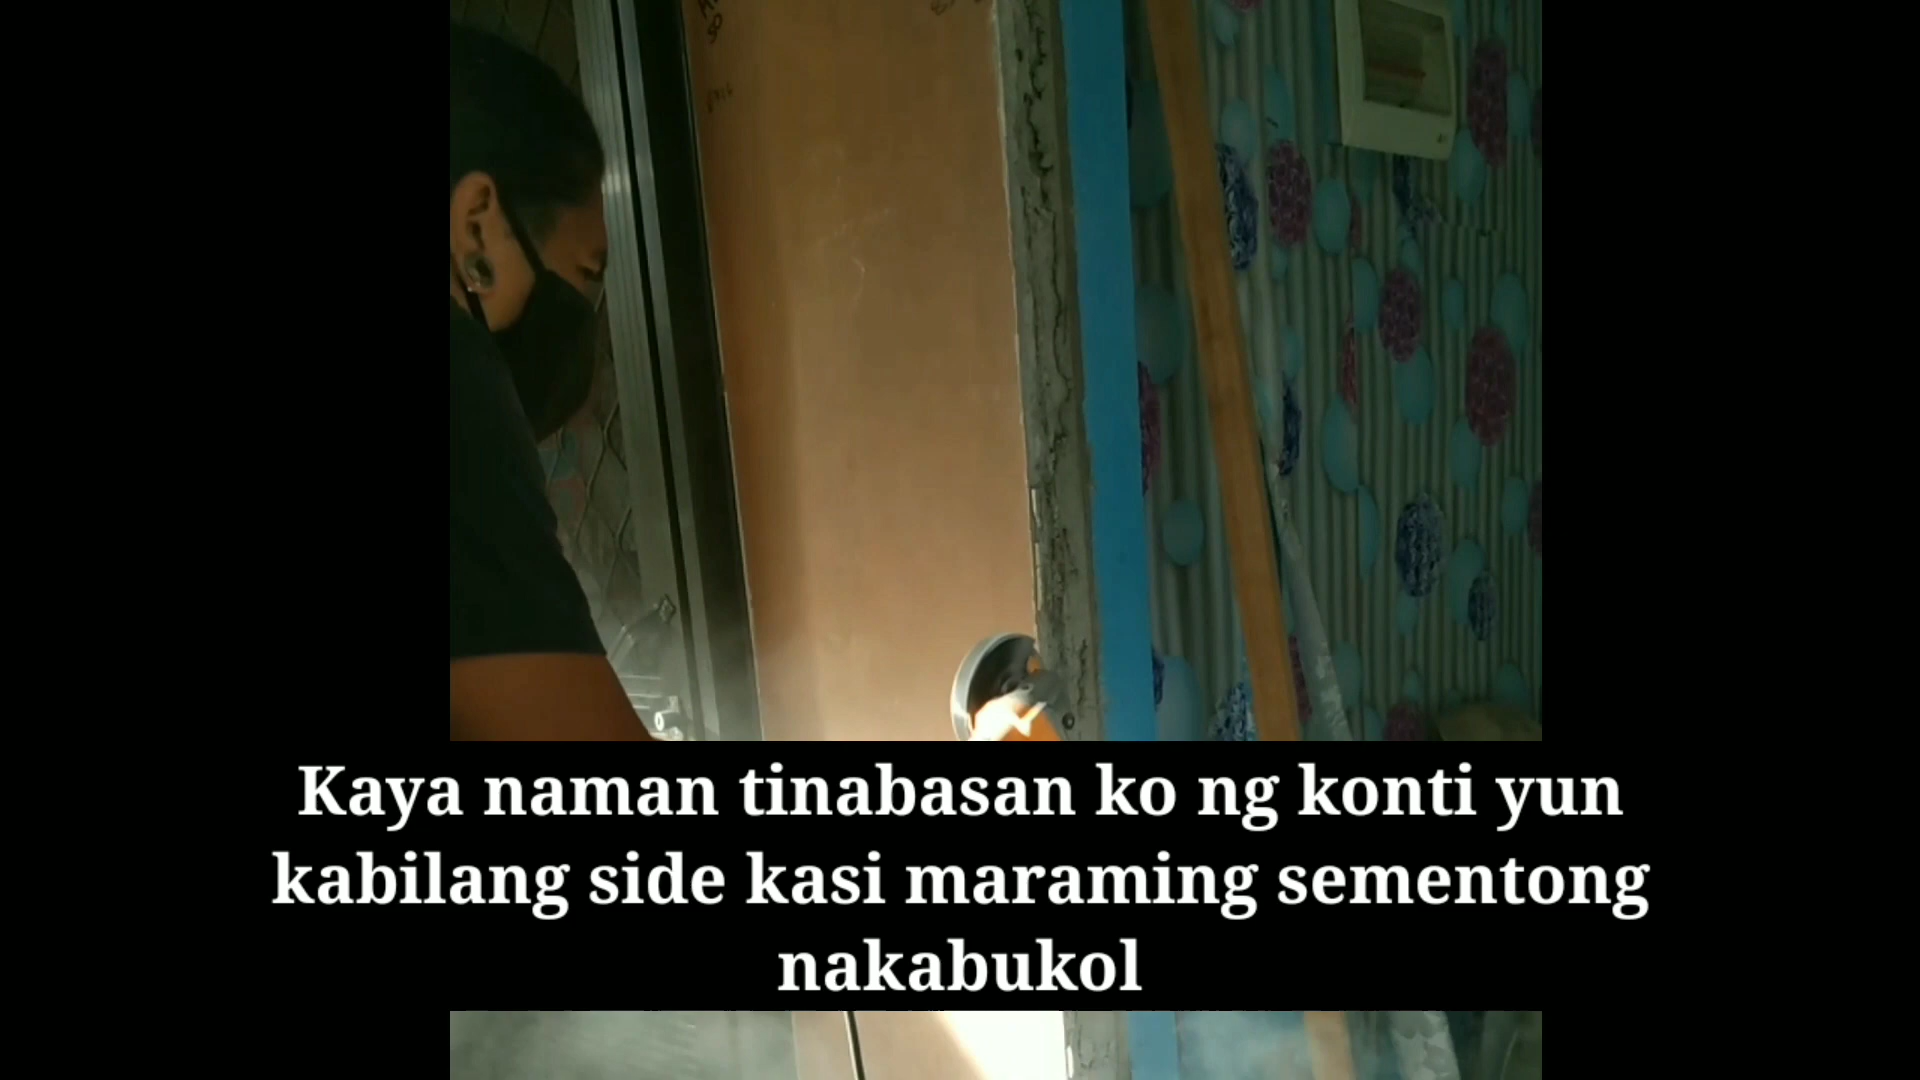 Kaya naman tinabasan ko ng konti yun
kabilang side kasi maraming sementong
nakabukol